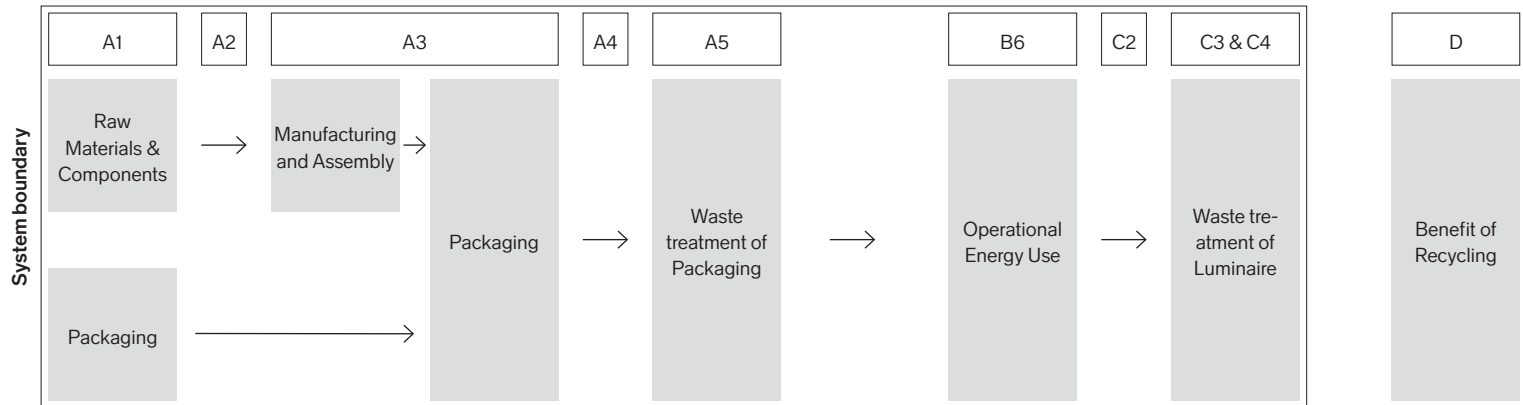 A1
A2
A3
A4
A5
B6
C2
C3 & C4
D
System boundary
Raw
Materials &
Components
Manufacturing
and Assembly
Packaging
Packaging
Waste
treatment of
Packaging
Operational
Energy Use
Waste tre-
atment of
Luminaire
Benefit of
Recycling